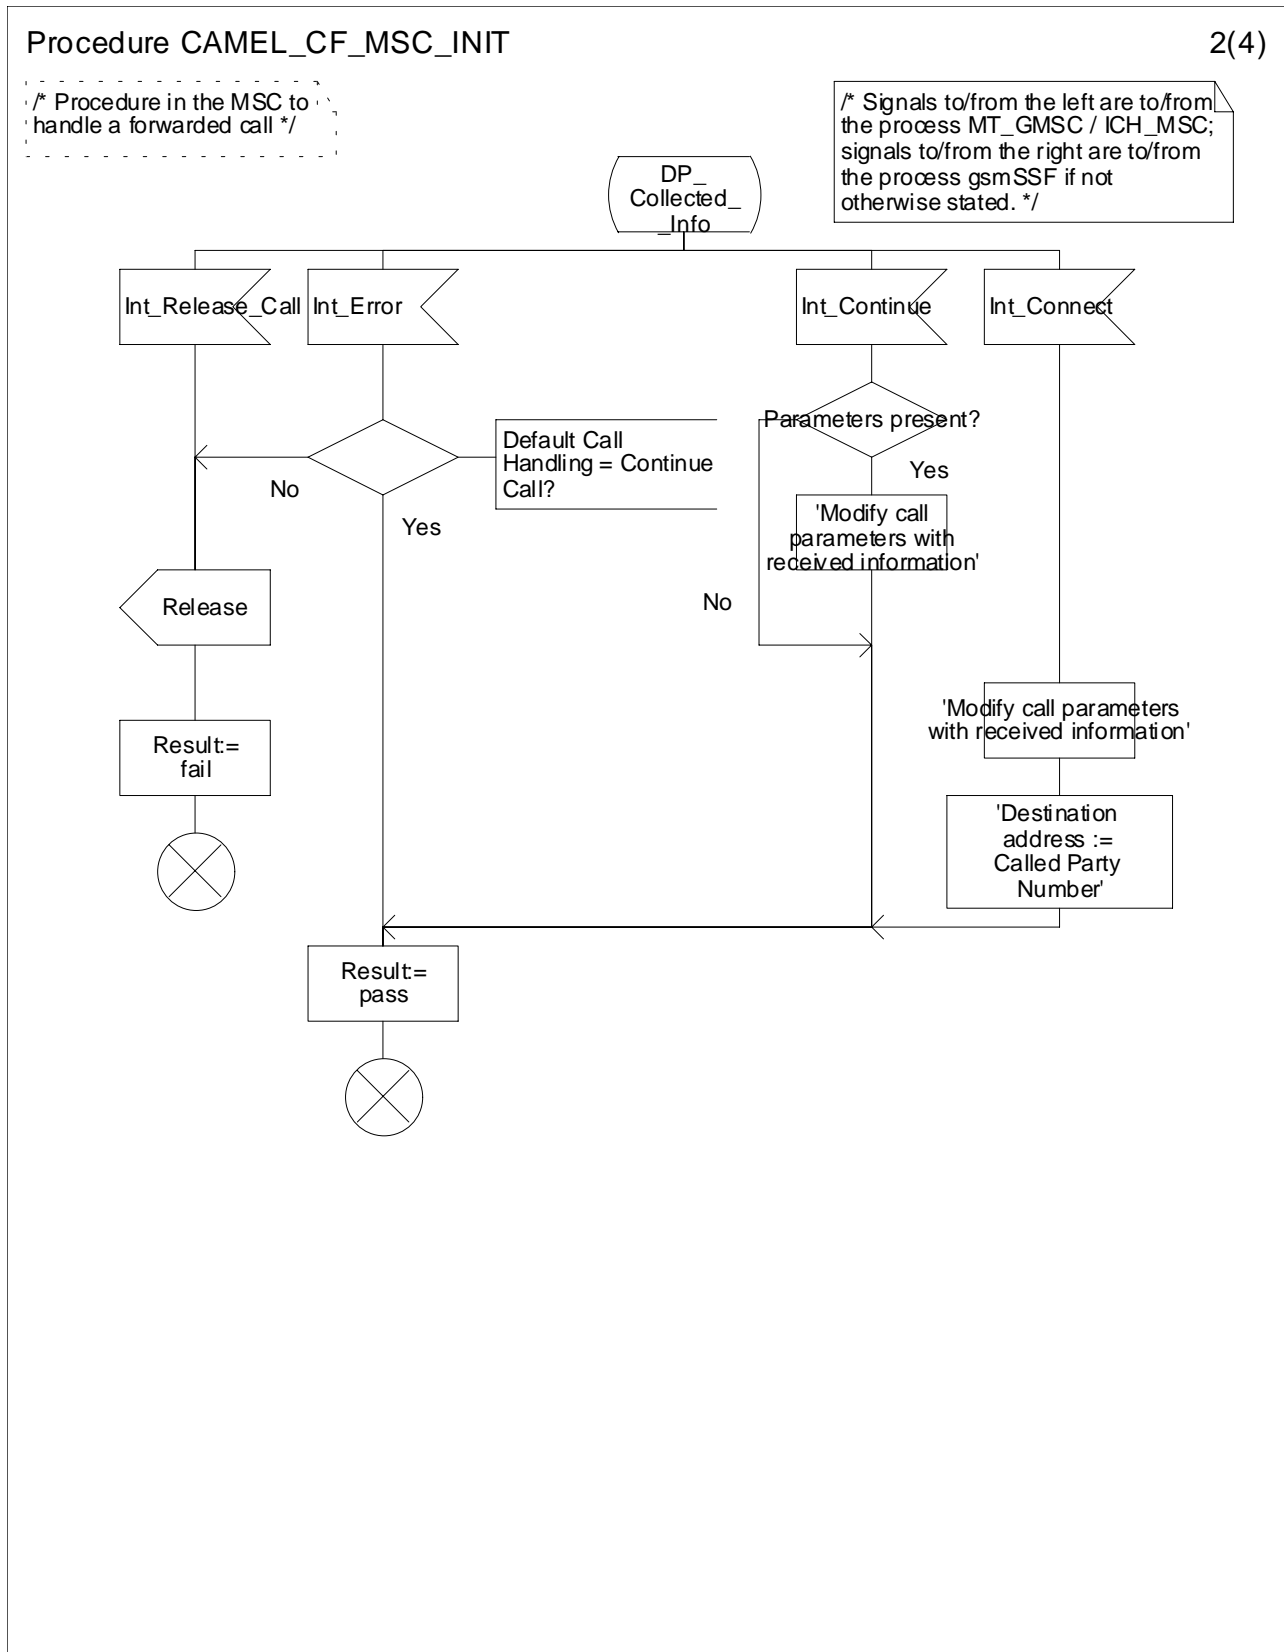 Procedure CAMEL_CF_MSC_INIT
2(4)
/* Procedure in the MSC to
handle a forwarded call */
/* Signals to/from the left are to/from
the process MT_GMSC / ICH_MSC;
signals to/from the right are to/from
the process gsmSSF if not
otherwise stated. */
DP_
Collected_
_Info
Int_Release_Call
Int_Error
Int_Continue
Int_Connect
Parameters present?
Default Call
Handling = Continue
Call?
No
Yes
Yes
'Modify call
parameters with
received information'
No
Release
'Modify call parameters
with received information'
Result:=
fail
'Destination
address :=
Called Party
Number'
Result:=
pass